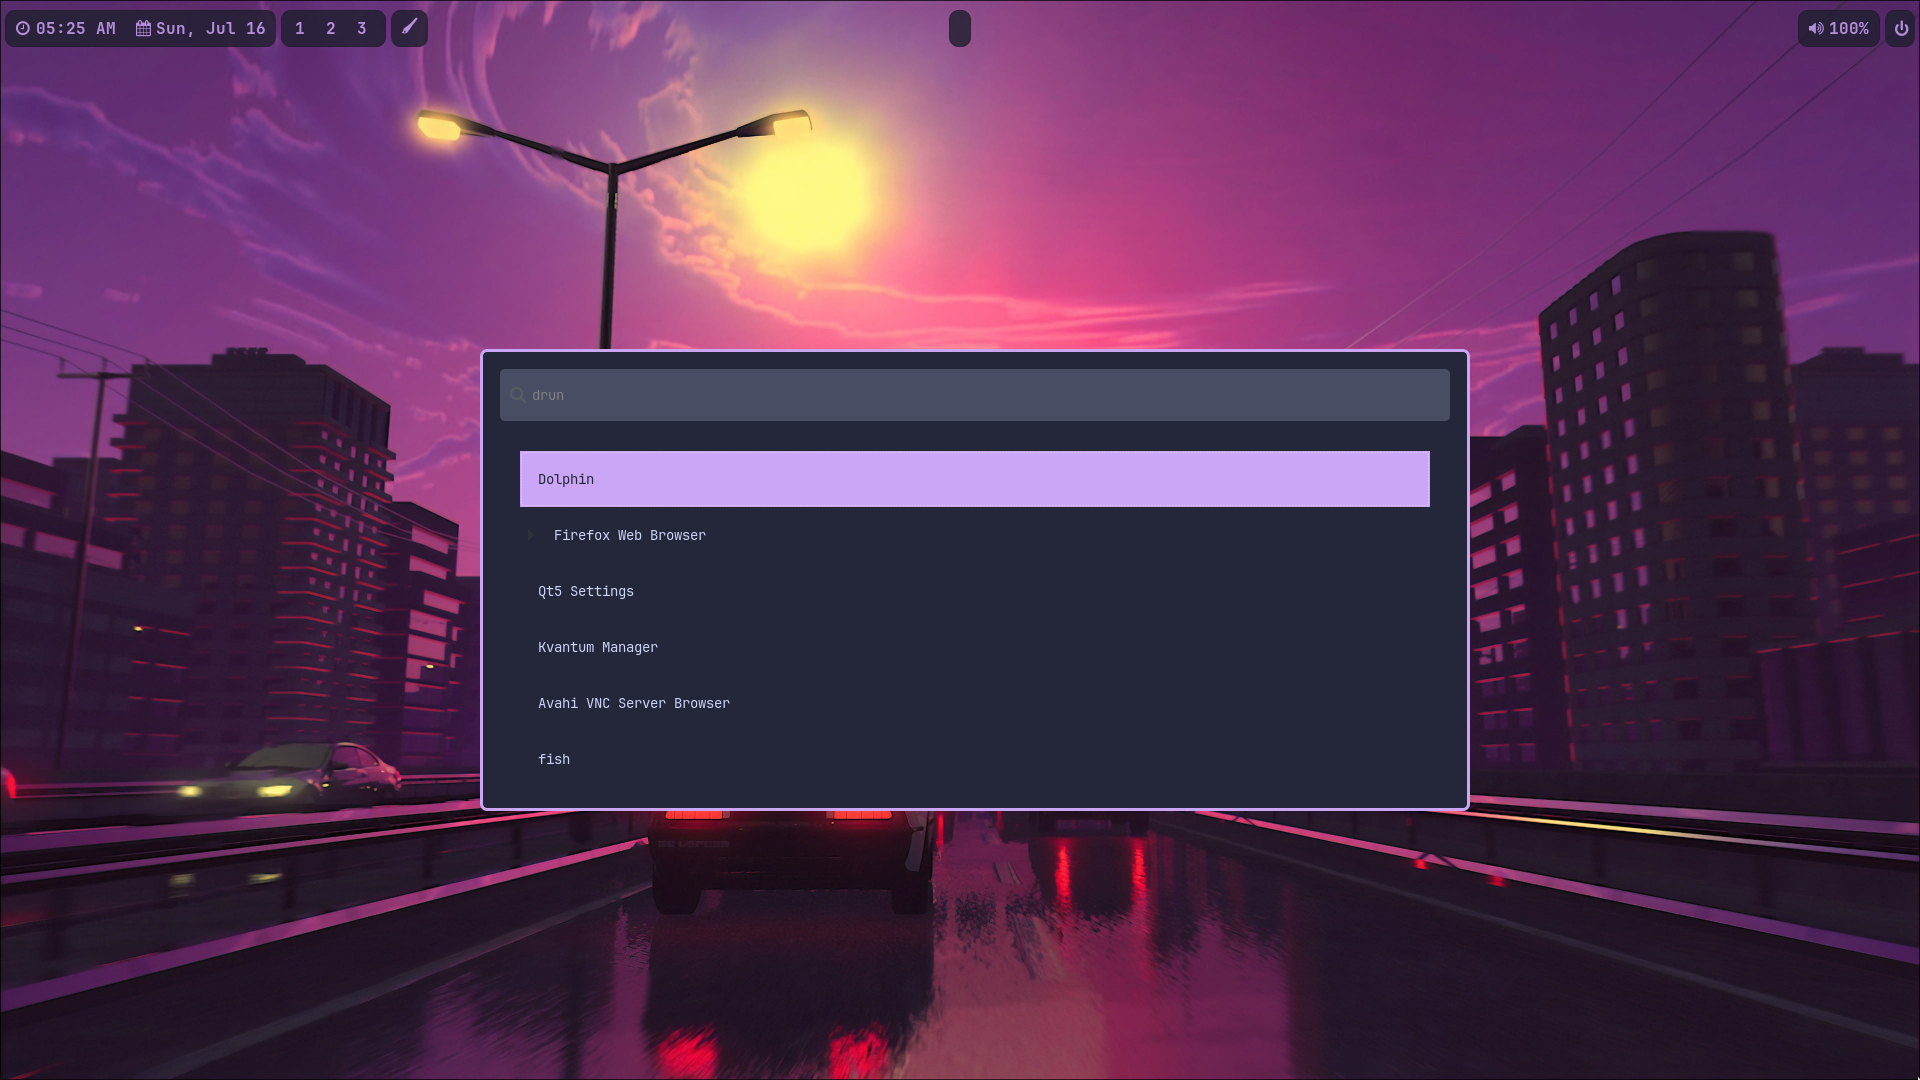 05:25 AM Sun, Jul 16 1 2 3 100%
drun
Dolphin
Firefox Web Browser
Qt5 Settings
Kvantum Manager
Avahi VNC Server Browser
fish